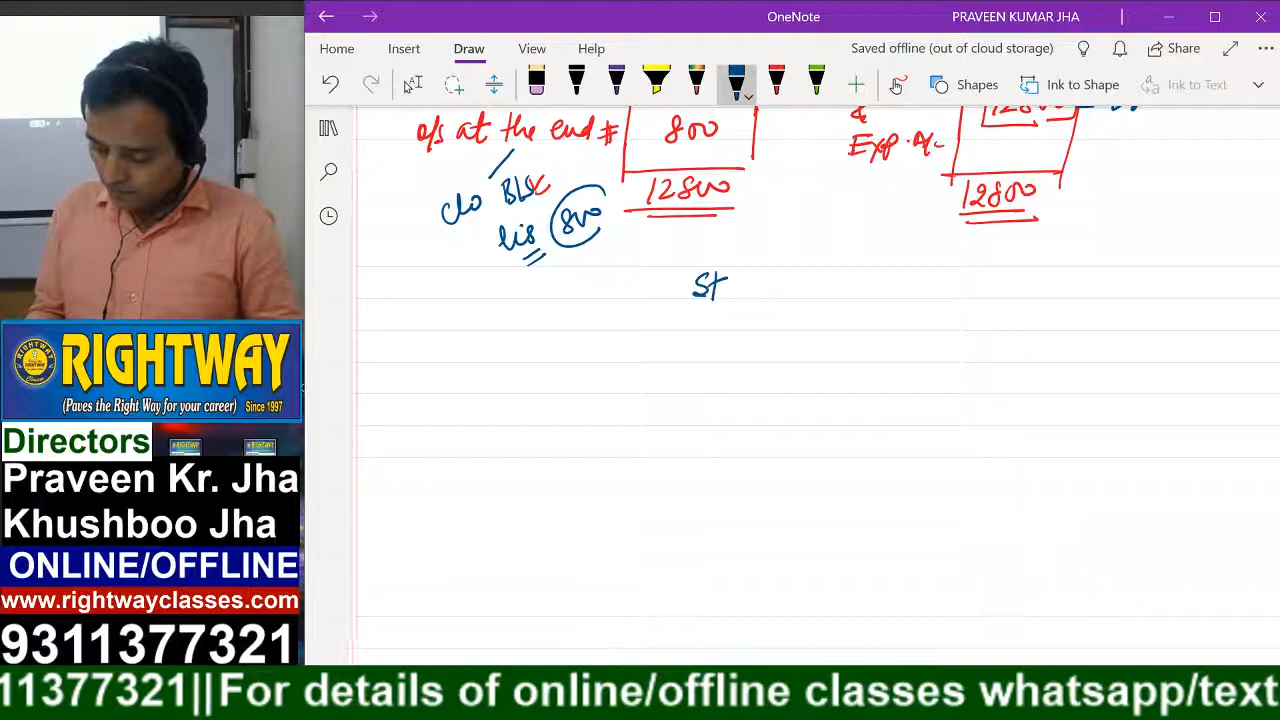 OneNote
PRAVEEN KUMAR JHA
Home Insert Draw View Help
Saved offline (out of cloud storage)
Share
Shapes
Ink to Shape
Ink to Text
o/s at the end #
800
12800
&
Exp. A/c
12800
12800
c/o BLSC
lis 800
St
RIGHTWAY
(Paves the Right Way for your career) Since 1997
Directors
Praveen Kr. Jha
Khushboo Jha
ONLINE/OFFLINE
www.rightwayclasses.com
9311377321
11377321||For details of online/offline classes whatsapp/text